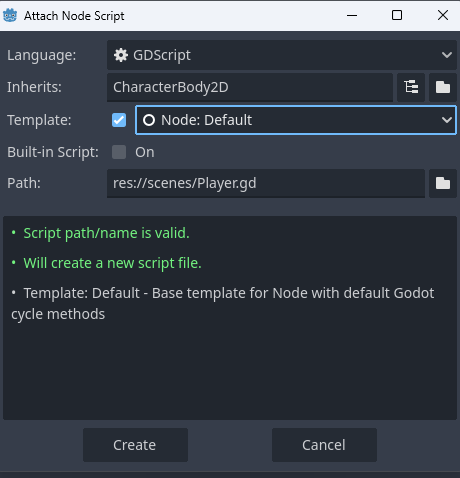 Attach Node Script
Language: GDScript
Inherits: CharacterBody2D
Template: Node: Default
Built-in Script: On
Path: res://scenes/Player.gd
• Script path/name is valid.
• Will create a new script file.
• Template: Default - Base template for Node with default Godot
cycle methods
Create Cancel